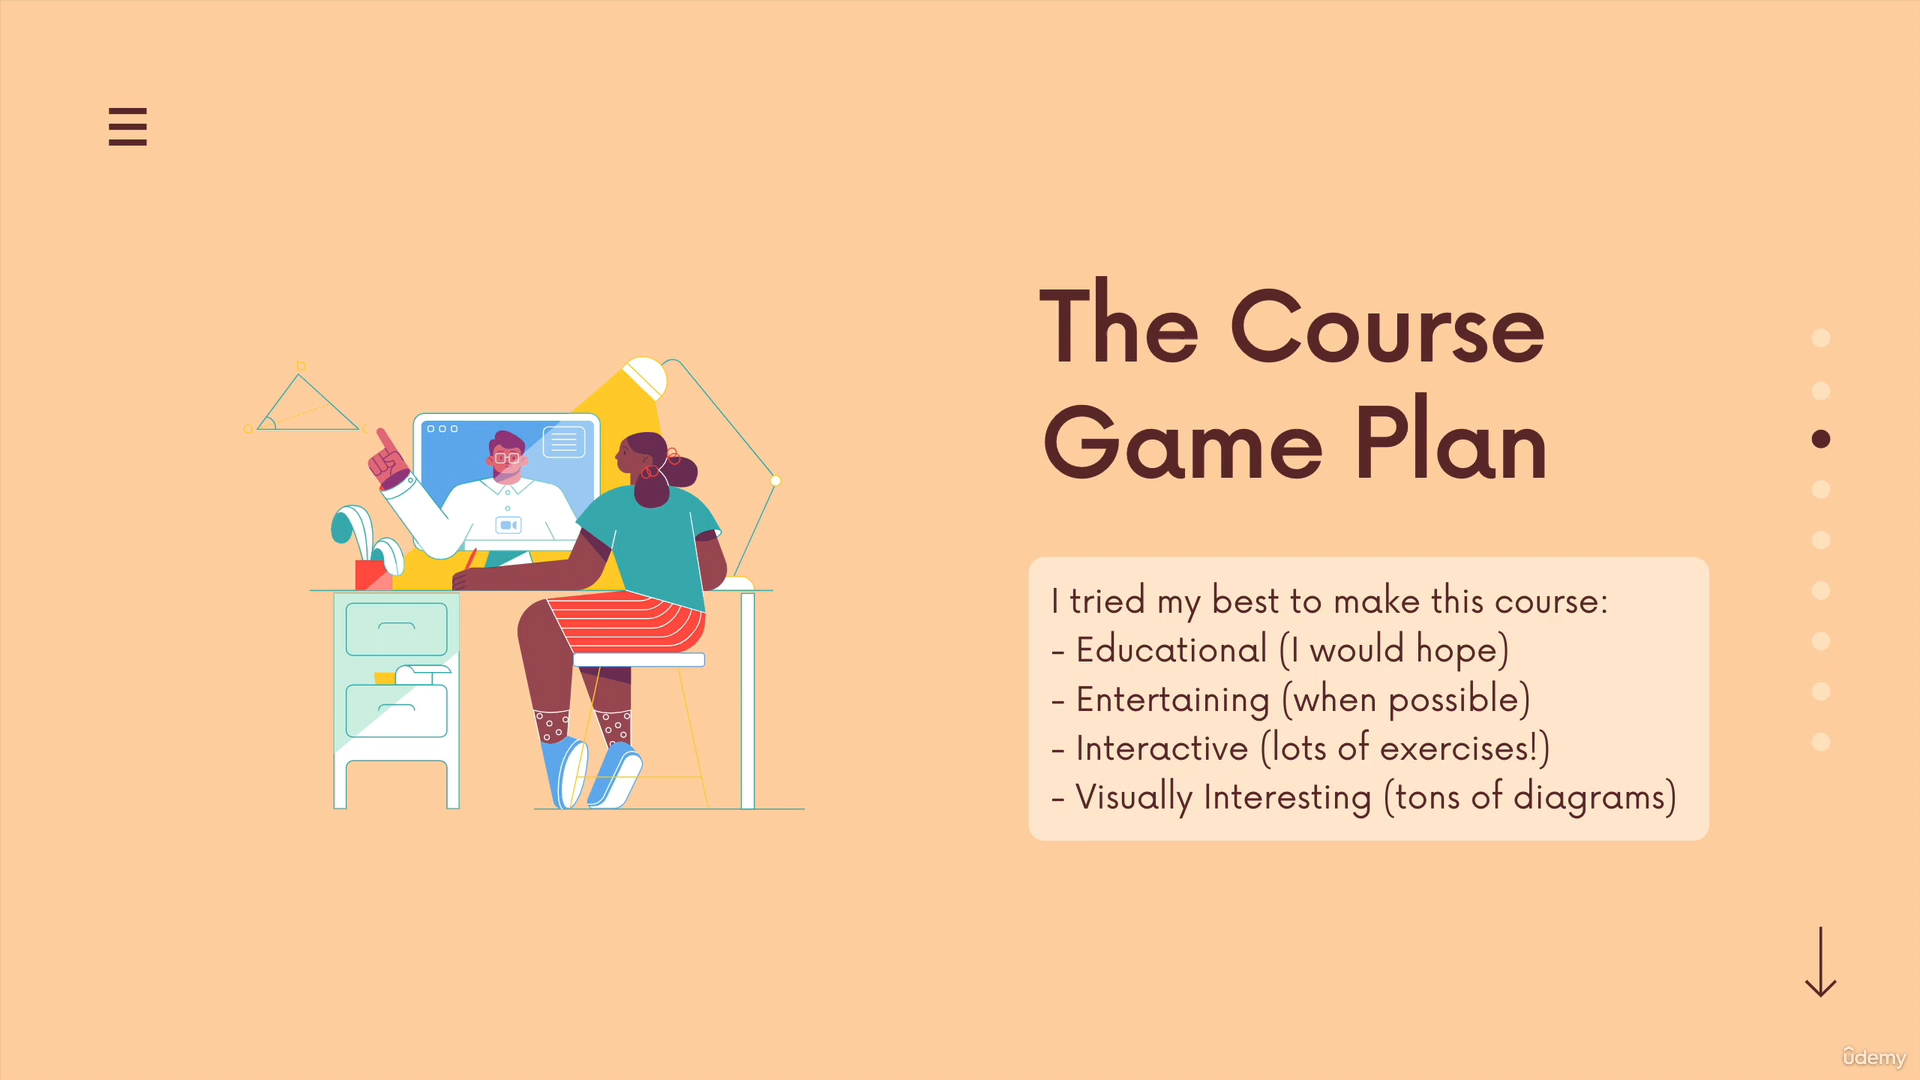 The Course
Game Plan
I tried my best to make this course:
- Educational (I would hope)
- Entertaining (when possible)
- Interactive (lots of exercises!)
- Visually Interesting (tons of diagrams)
ûdemy